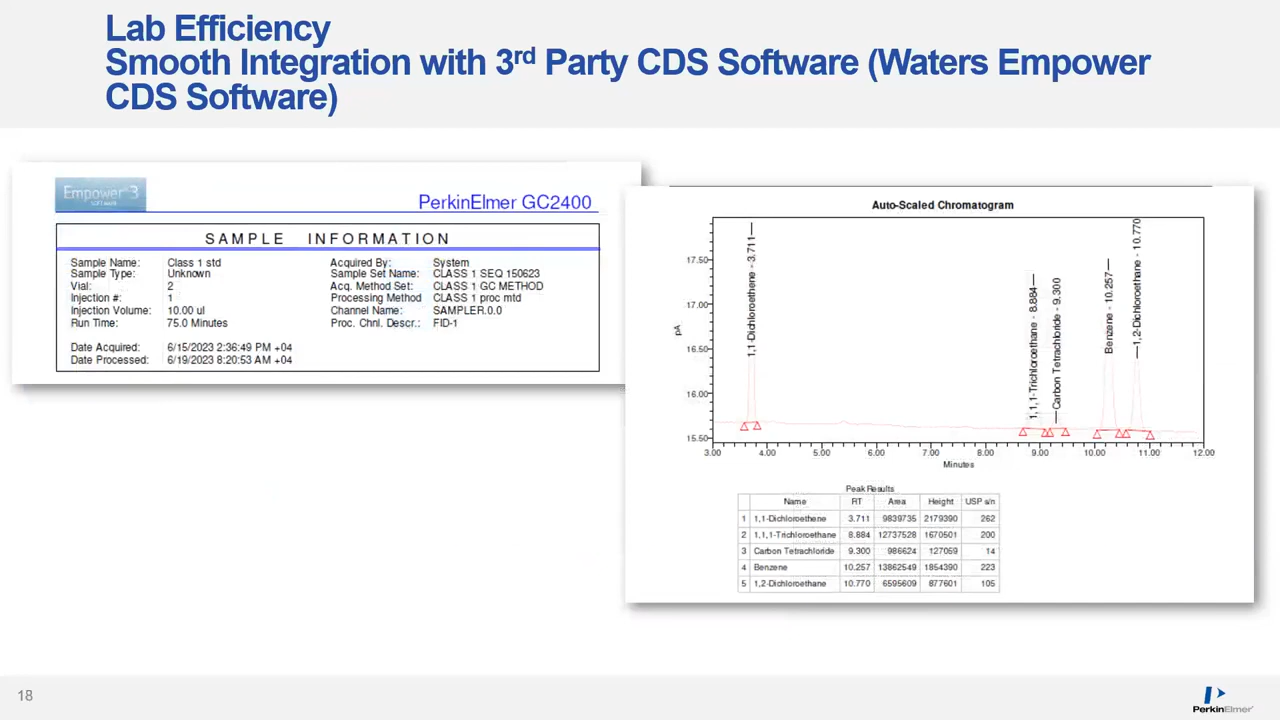 Lab Efficiency
Smooth Integration with 3rd Party CDS Software (Waters Empower
CDS Software)
Empower 3
SOFTWARE
PerkinElmer GC2400
SAMPLE INFORMATION
Sample Name: Class 1 std
Sample Type: Unknown
Vial: 2
Injection #: 1
Injection Volume: 10.00 ul
Run Time: 75.0 Minutes
Date Acquired: 6/15/2023 2:36:49 PM +04
Date Processed: 6/19/2023 8:20:53 AM +04
Acquired By: System
Sample Set Name: CLASS 1 SEQ 150623
Acq. Method Set: CLASS 1 GC METHOD
Processing Method CLASS 1 proc mtd
Channel Name: SAMPLER.0.0
Proc. Chnl. Descr.: FID-1
Auto-Scaled Chromatogram
pA
17.50
17.00
16.50
16.00
15.50
1,1-Dichloroethene - 3.711
1,1,1-Trichloroethane - 8.884
Carbon Tetrachloride - 9.300
Benzene - 10.257
1,2-Dichloroethane - 10.770
3.00 4.00 5.00 6.00 7.00 8.00 9.00 10.00 11.00 12.00
Minutes
Peak Results
Name RT Area Height USP s/n
1 1,1-Dichloroethene 3.711 9839735 2179390 262
2 1,1,1-Trichloroethane 8.884 12737528 1670501 200
3 Carbon Tetrachloride 9.300 986624 127059 14
4 Benzene 10.257 13862549 1854390 223
5 1,2-Dichloroethane 10.770 6595609 877601 105
18
PerkinElmer